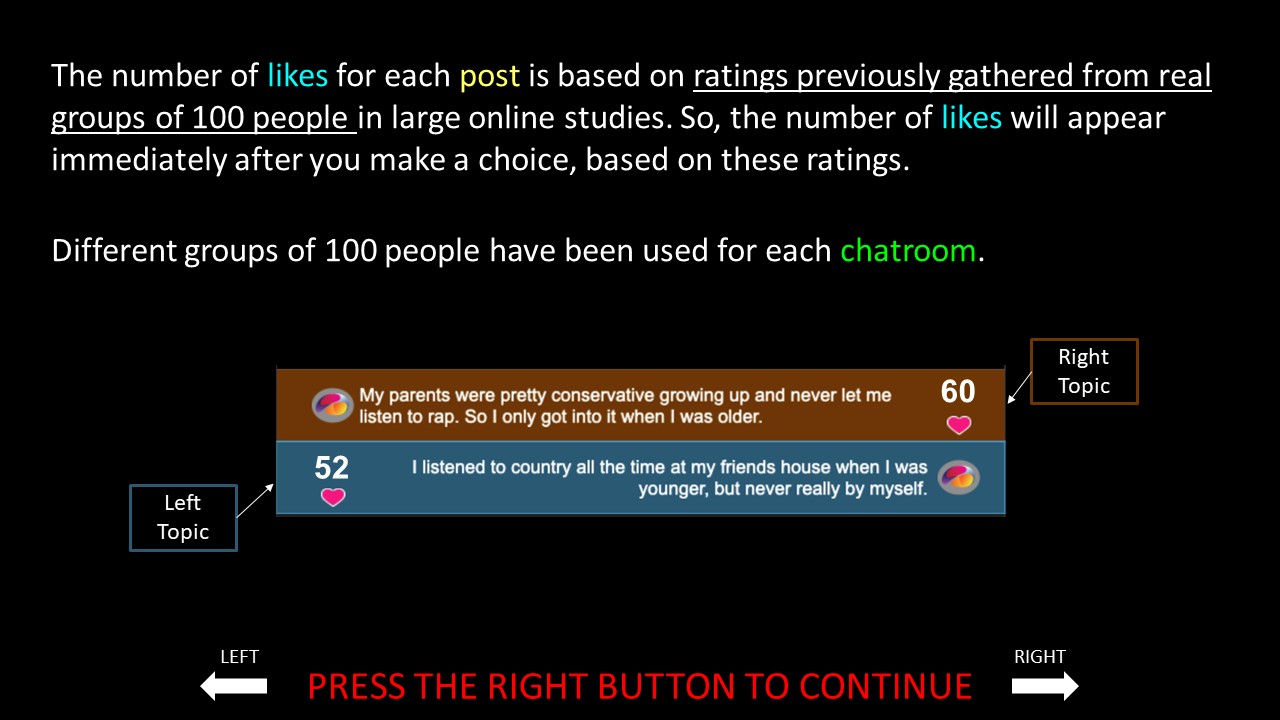 The number of likes for each post is based on ratings previously gathered from real
groups of 100 people in large online studies. So, the number of likes will appear
immediately after you make a choice, based on these ratings.
Different groups of 100 people have been used for each chatroom.
Right
Topic
My parents were pretty conservative growing up and never let me
listen to rap. So I only got into it when I was older.
60
52
I listened to country all the time at my friends house when I was
younger, but never really by myself.
Left
Topic
LEFT
RIGHT
PRESS THE RIGHT BUTTON TO CONTINUE